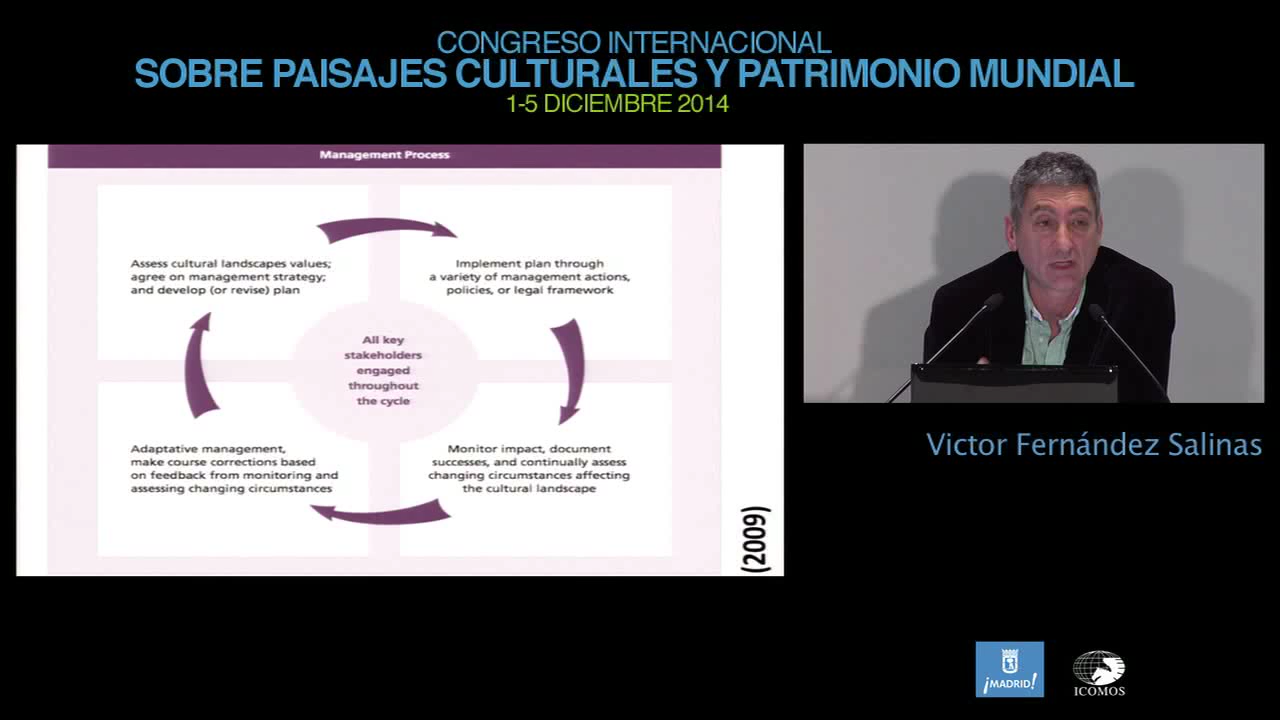 CONGRESO INTERNACIONAL
SOBRE PAISAJES CULTURALES Y PATRIMONIO MUNDIAL
1-5 DICIEMBRE 2014
Management Process
Assess cultural landscapes values;
agree on management strategy;
and develop (or revise) plan
Implement plan through
a variety of management actions,
policies, or legal framework
All key
stakeholders
engaged
throughout
the cycle
Adaptative management,
make course corrections based
on feedback from monitoring and
assessing changing circumstances
Monitor impact, document
successes, and continually assess
changing circumstances affecting
the cultural landscape
(2009)
Victor Fernández Salinas
¡MADRID!
ICOMOS